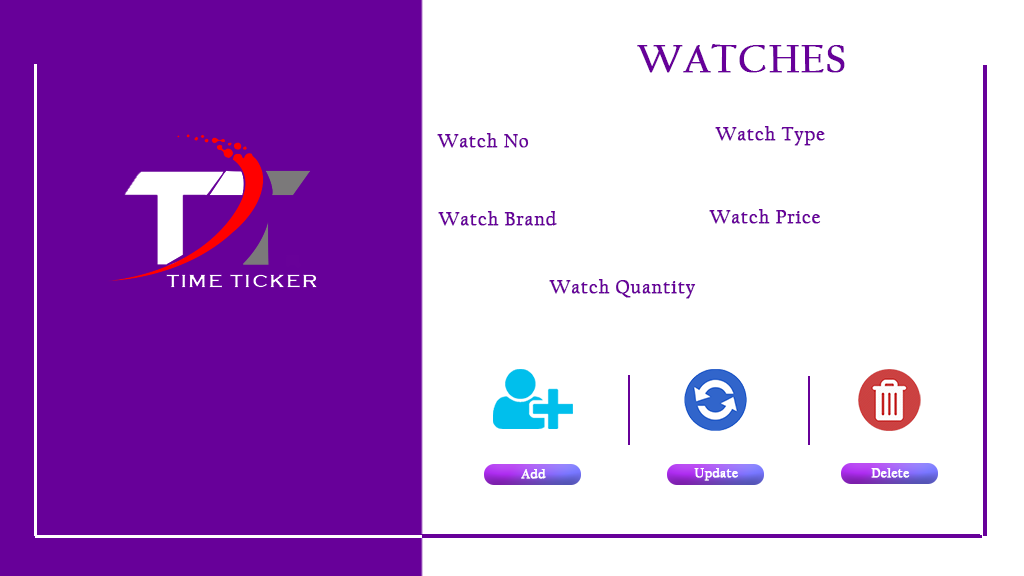 WATCHES
Watch No
Watch Type
Watch Brand
Watch Price
Watch Quantity
TT
TIME TICKER
Add
Update
Delete